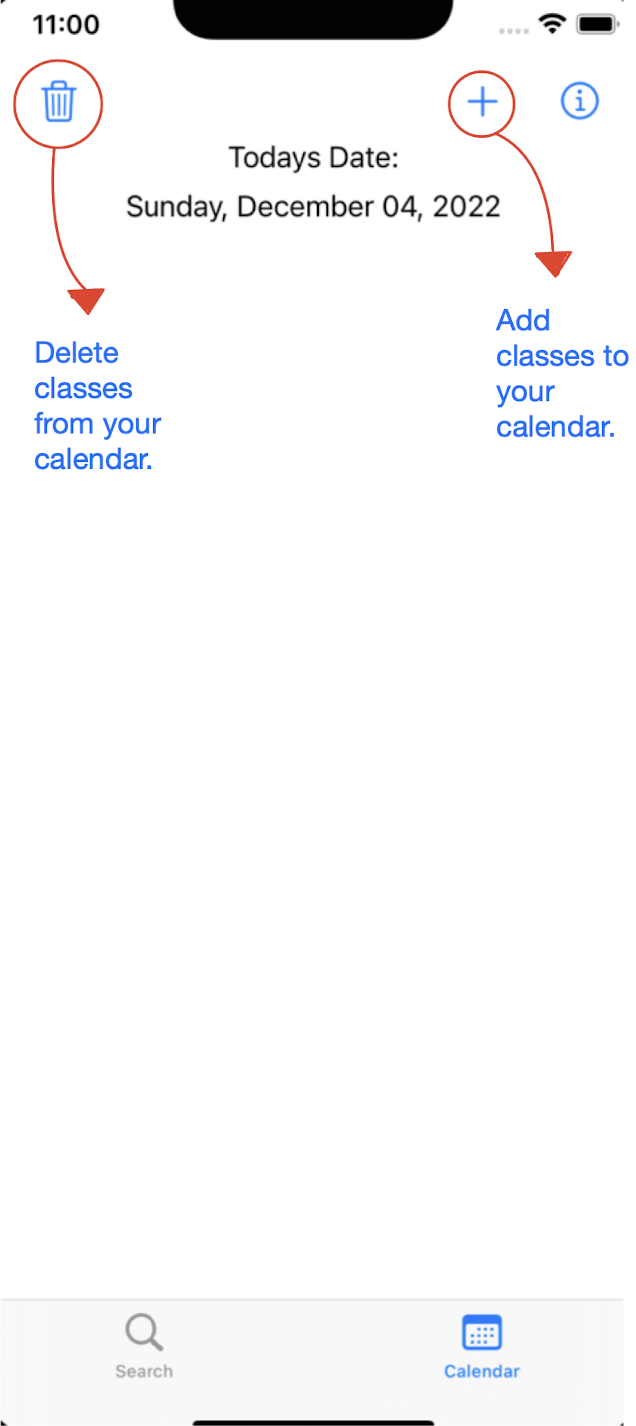 11:00
Todays Date:
Sunday, December 04, 2022
Delete
classes
from your
calendar.
Add
classes to
your
calendar.
Search
Calendar